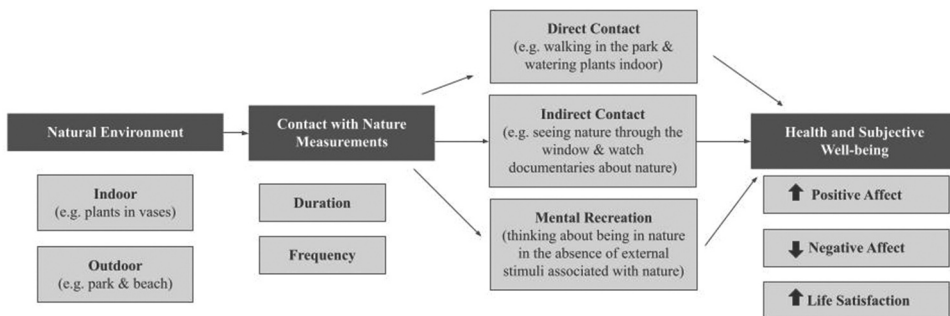 Natural Environment
Indoor
(e.g. plants in vases)
Outdoor
(e.g. park & beach)
Contact with Nature
Measurements
Duration
Frequency
Direct Contact
(e.g. walking in the park &
watering plants indoor)
Indirect Contact
(e.g. seeing nature through the
window & watch
documentaries about nature)
Mental Recreation
(thinking about being in nature
in the absence of external
stimuli associated with nature)
Health and Subjective
Well-being
Positive Affect
Negative Affect
Life Satisfaction